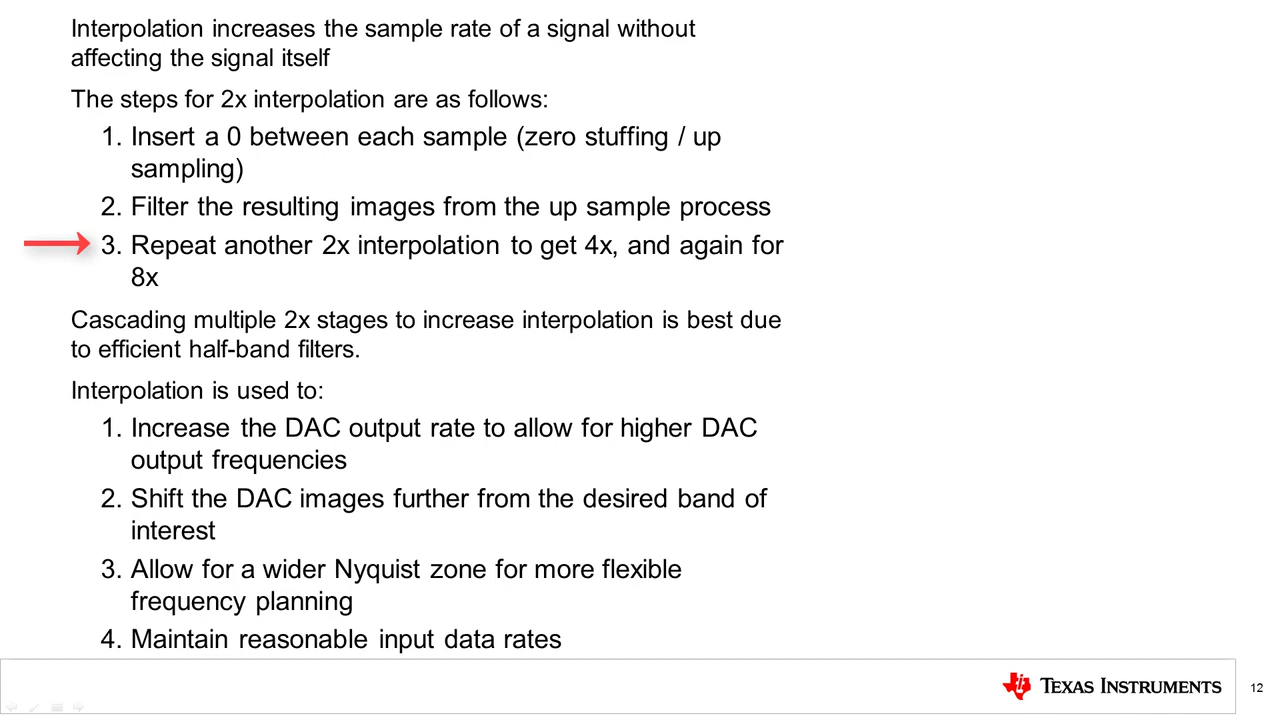 Interpolation increases the sample rate of a signal without
affecting the signal itself
The steps for 2x interpolation are as follows:
1. Insert a 0 between each sample (zero stuffing / up
sampling)
2. Filter the resulting images from the up sample process
3. Repeat another 2x interpolation to get 4x, and again for
8x
Cascading multiple 2x stages to increase interpolation is best due
to efficient half-band filters.
Interpolation is used to:
1. Increase the DAC output rate to allow for higher DAC
output frequencies
2. Shift the DAC images further from the desired band of
interest
3. Allow for a wider Nyquist zone for more flexible
frequency planning
4. Maintain reasonable input data rates
TEXAS INSTRUMENTS
12